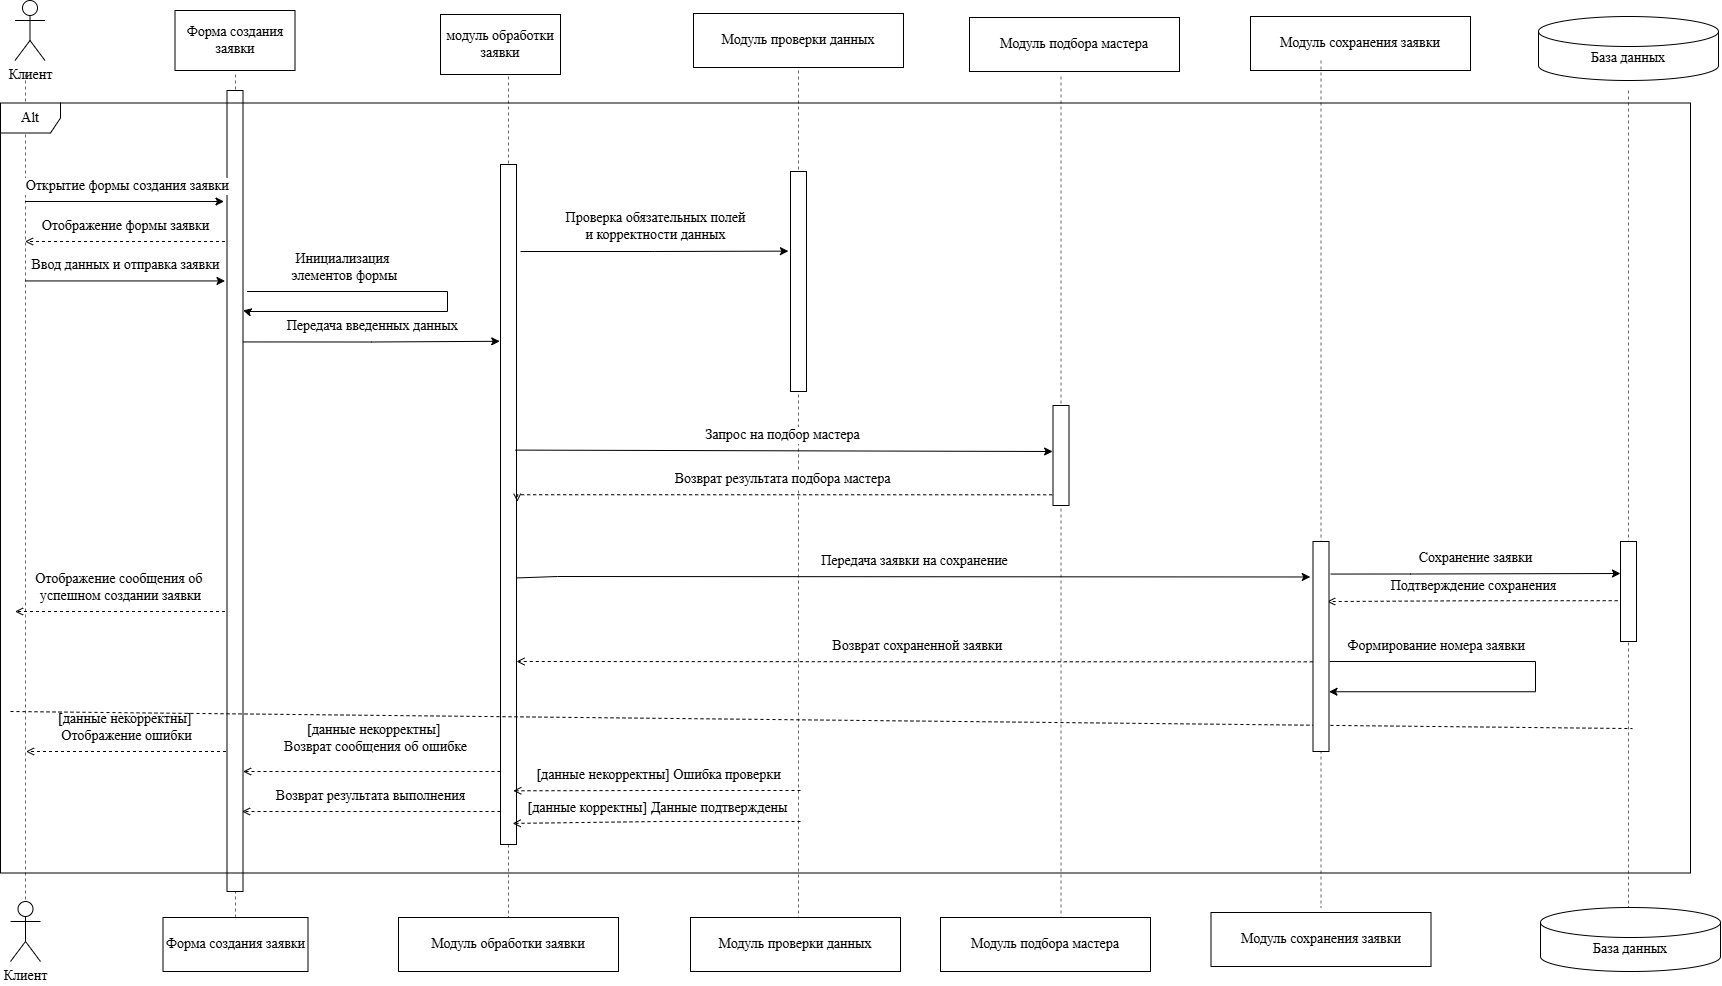 Клиент
Форма создания
заявки
модуль обработки
заявки
Модуль проверки данных
Модуль подбора мастера
Модуль сохранения заявки
База данных
Alt
Открытие формы создания заявки
Отображение формы заявки
Ввод данных и отправка заявки
Инициализация
элементов формы
Передача введенных данных
Проверка обязательных полей
и корректности данных
Запрос на подбор мастера
Возврат результата подбора мастера
Передача заявки на сохранение
Сохранение заявки
Подтверждение сохранения
Отображение сообщения об
успешном создании заявки
Возврат сохраненной заявки
Формирование номера заявки
[данные некорректны]
Отображение ошибки
[данные некорректны]
Возврат сообщения об ошибке
[данные некорректны] Ошибка проверки
Возврат результата выполнения
[данные корректны] Данные подтверждены
Клиент
Форма создания заявки
Модуль обработки заявки
Модуль проверки данных
Модуль подбора мастера
Модуль сохранения заявки
База данных